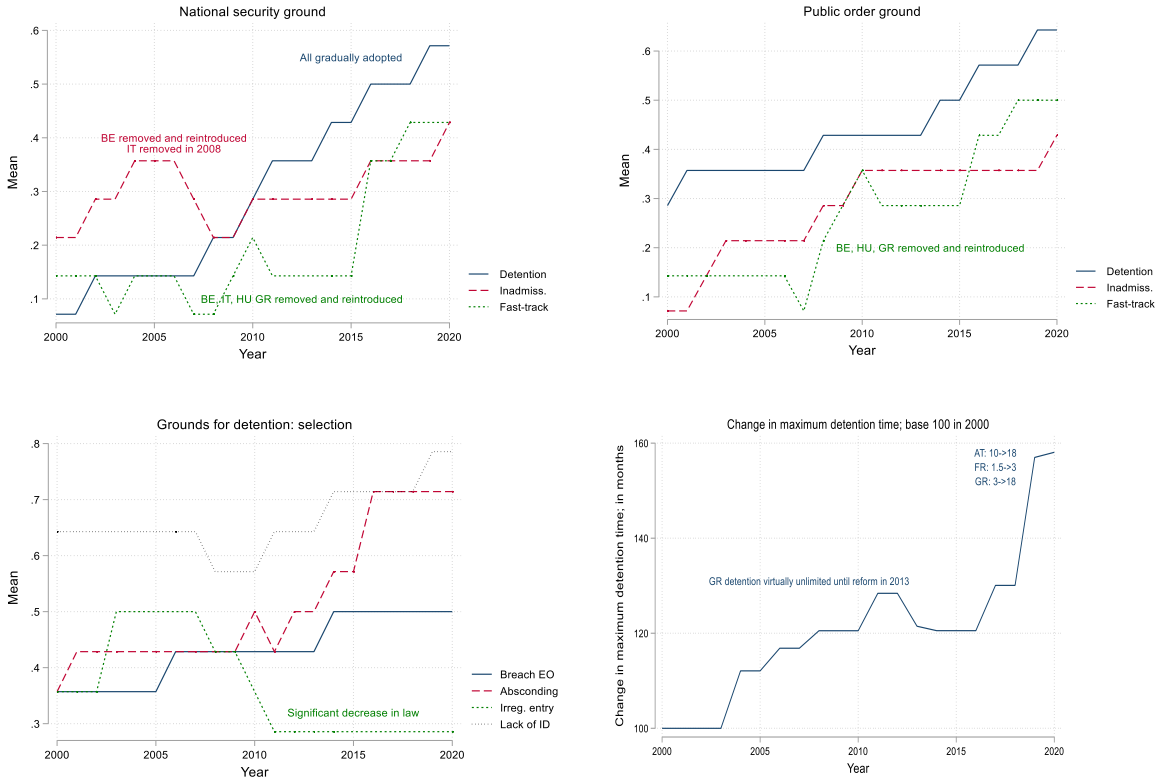 National security ground
Mean
.6
.5
.4
.3
.2
.1
All gradually adopted
BE removed and reintroduced
IT removed in 2008
BE, IT, HU GR removed and reintroduced
2000
2005
2010
2015
2020
Year
Detention
Inadmiss.
Fast-track
Public order ground
Mean
.6
.5
.4
.3
.2
.1
BE, HU, GR removed and reintroduced
2000
2005
2010
2015
2020
Year
Detention
Inadmiss.
Fast-track
Grounds for detention: selection
Mean
.8
.7
.6
.5
.4
.3
Significant decrease in law
2000
2005
2010
2015
2020
Year
Breach EO
Absconding
Irreg. entry
Lack of ID
Change in maximum detention time; base 100 in 2000
Change in maximum detention time; in months
160
140
120
100
AT: 10->18
FR: 1.5->3
GR: 3->18
GR detention virtually unlimited until reform in 2013
2000
2005
2010
2015
2020
Year